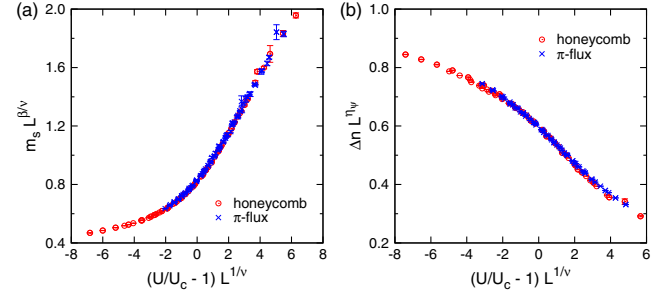 (a)
2.0
1.6
1.2
0.8
0.4
m_s L^{β/ν}
honeycomb
π-flux
-8 -6 -4 -2 0 2 4 6 8
(U/U_c - 1) L^{1/ν}
(b)
1.0
0.8
0.6
0.4
0.2
Δn L^{η_ψ}
honeycomb
π-flux
-8 -6 -4 -2 0 2 4 6
(U/U_c - 1) L^{1/ν}